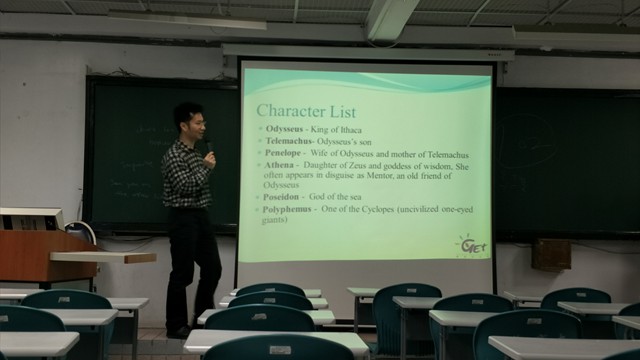 Character List
Odysseus - King of Ithaca
Telemachus- Odysseus's son
Penelope - Wife of Odysseus and mother of Telemachus
Athena - Daughter of Zeus and goddess of wisdom, She
often appears in disguise as Mentor, an old friend of
Odysseus
Poseidon - God of the sea
Polyphemus - One of the Cyclopes (uncivilized one-eyed
giants)
GET